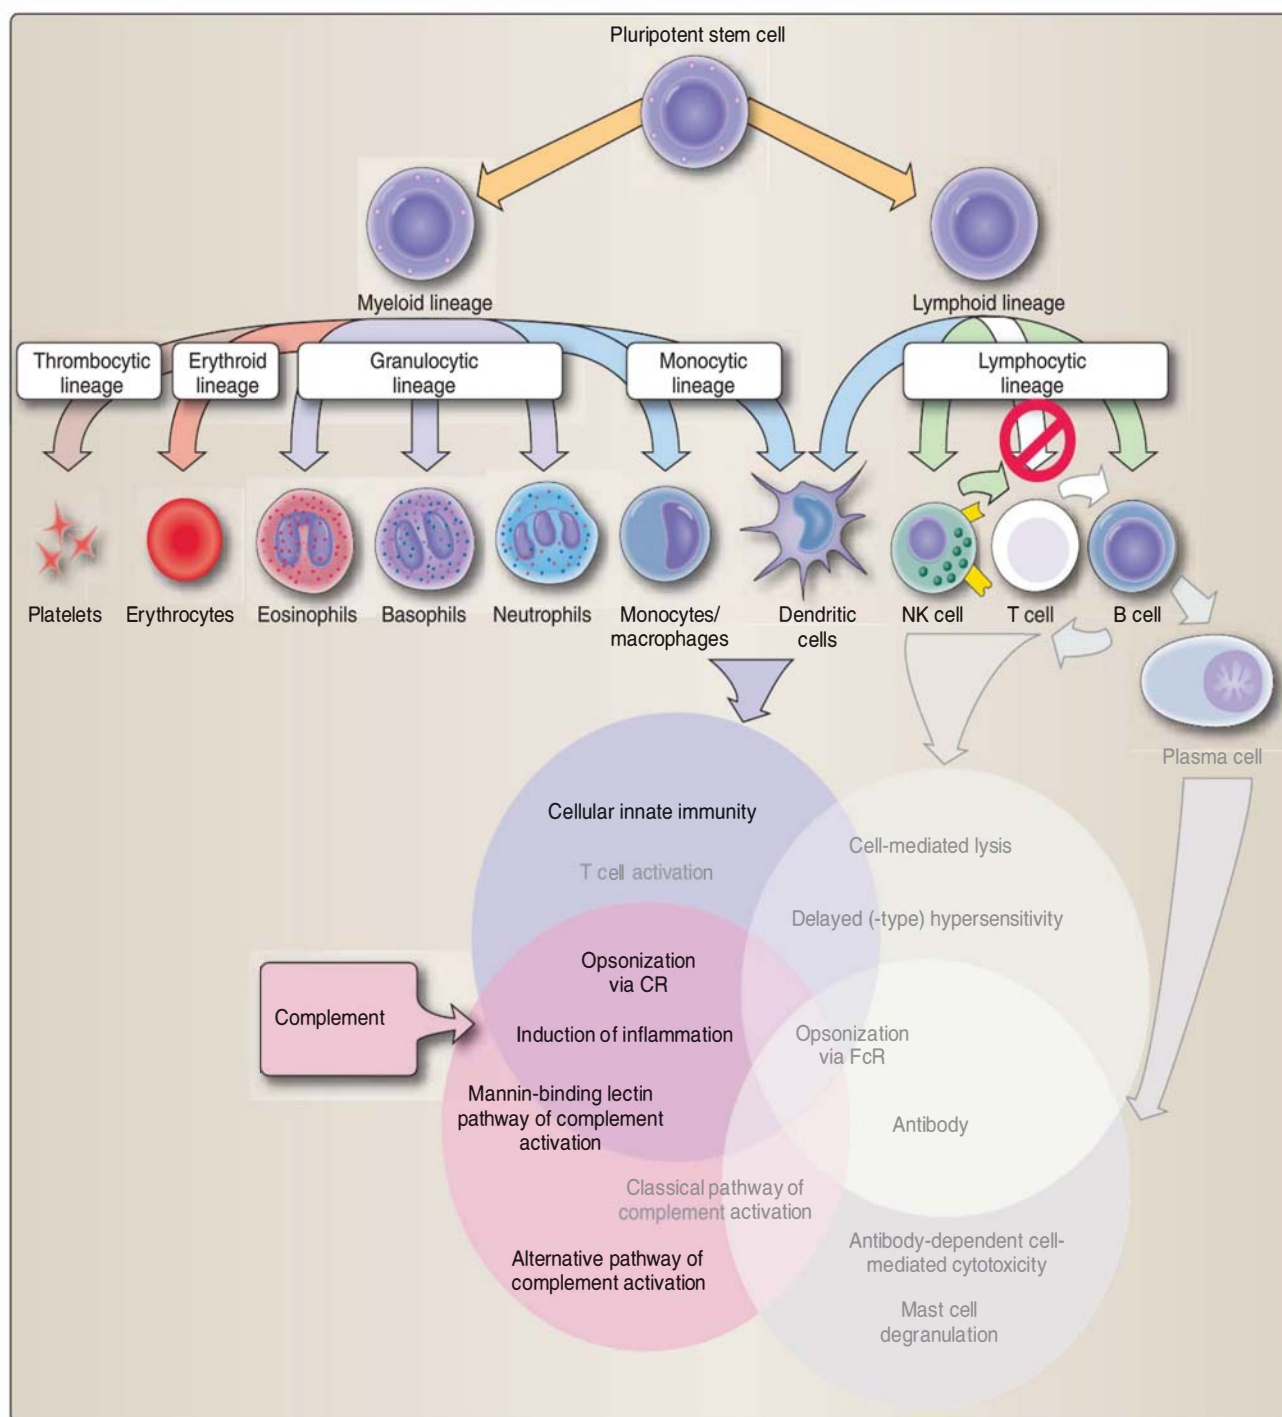 Pluripotent stem cell
Myeloid lineage
Lymphoid lineage
Thrombocytic
lineage
Erythroid
lineage
Granulocytic
lineage
Monocytic
lineage
Lymphocytic
lineage
Platelets
Erythrocytes
Eosinophils
Basophils
Neutrophils
Monocytes/
macrophages
Dendritic
cells
NK cell
T cell
B cell
Plasma cell
Cellular innate immunity
T cell activation
Cell-mediated lysis
Delayed (-type) hypersensitivity
Opsonization
via CR
Complement
Induction of inflammation
Opsonization
via FcR
Mannin-binding lectin
pathway of complement
activation
Antibody
Classical pathway of
complement activation
Alternative pathway of
complement activation
Antibody-dependent cell-
mediated cytotoxicity
Mast cell
degranulation